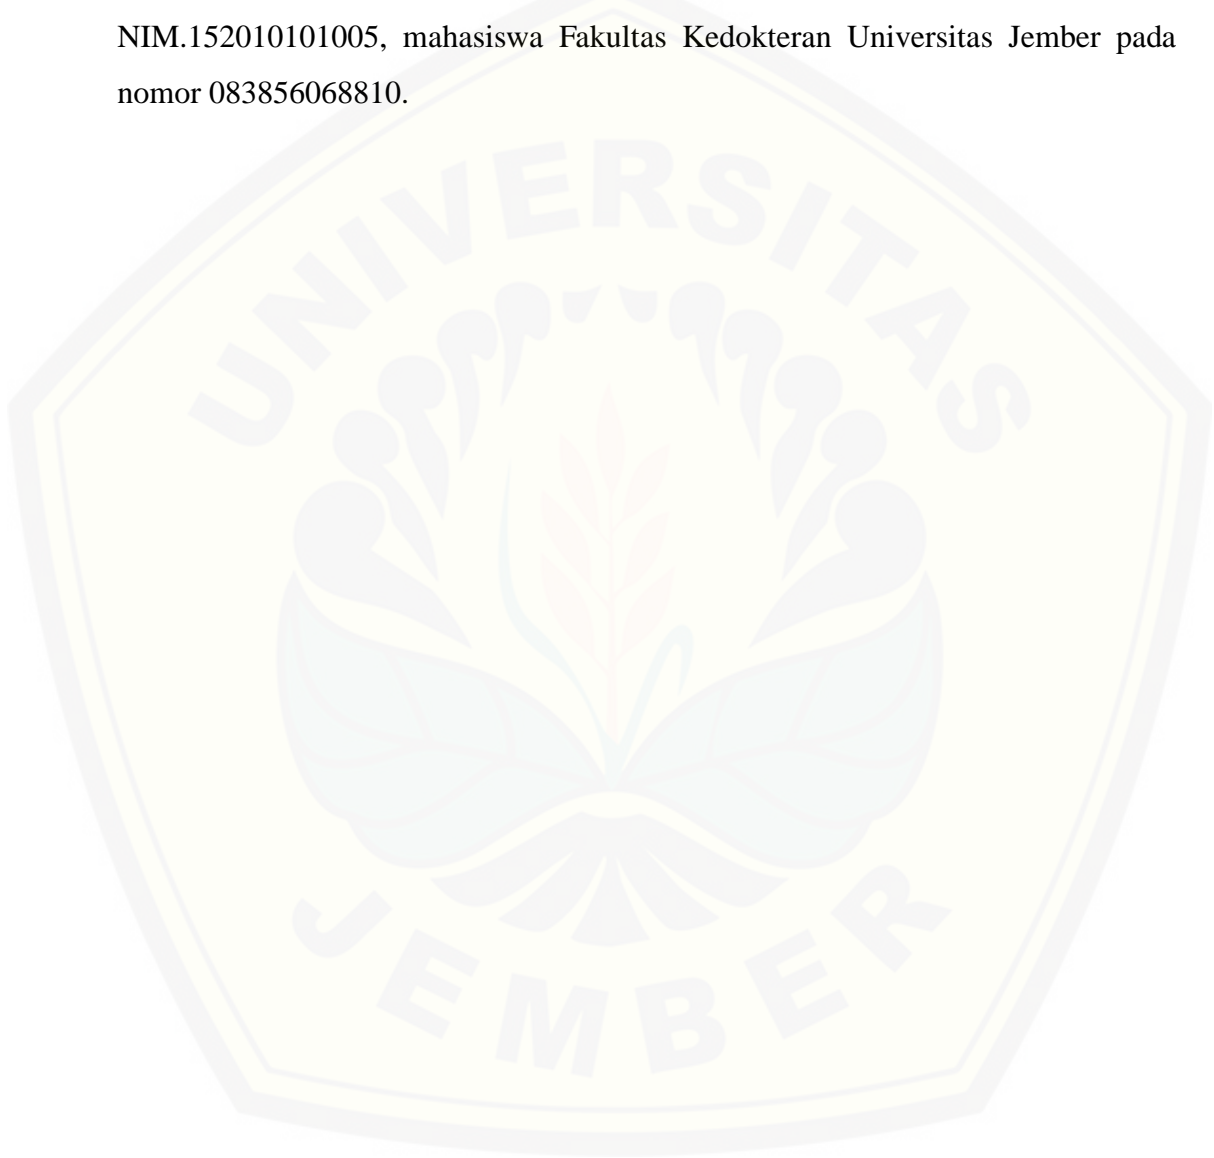 NIM.152010101005, mahasiswa Fakultas Kedokteran Universitas Jember pada
nomor 083856068810.
UNIVERSITAS
JEMBER